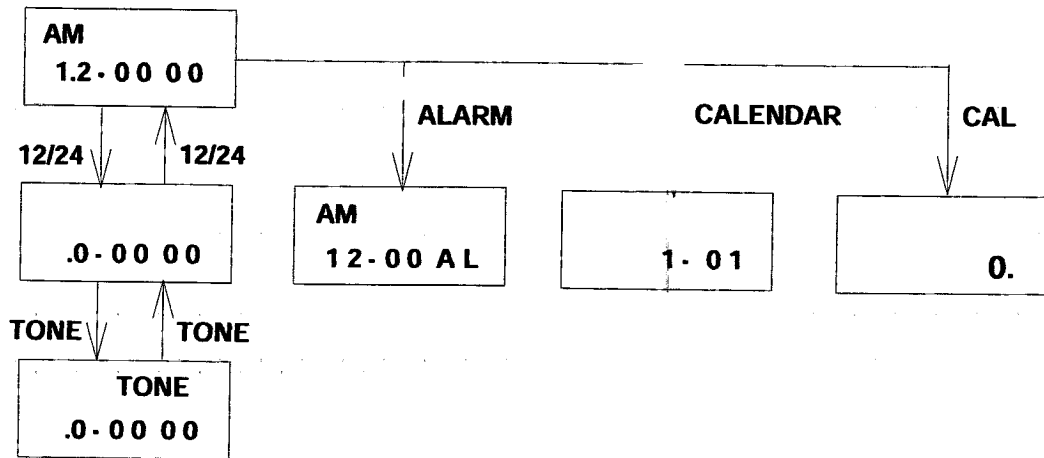 AM
1.2 - 00 00
ALARM
CALENDAR
CAL
12/24
12/24
.0 - 00 00
AM
12 - 00 AL
1 - 01
0.
TONE
TONE
TONE
.0 - 00 00